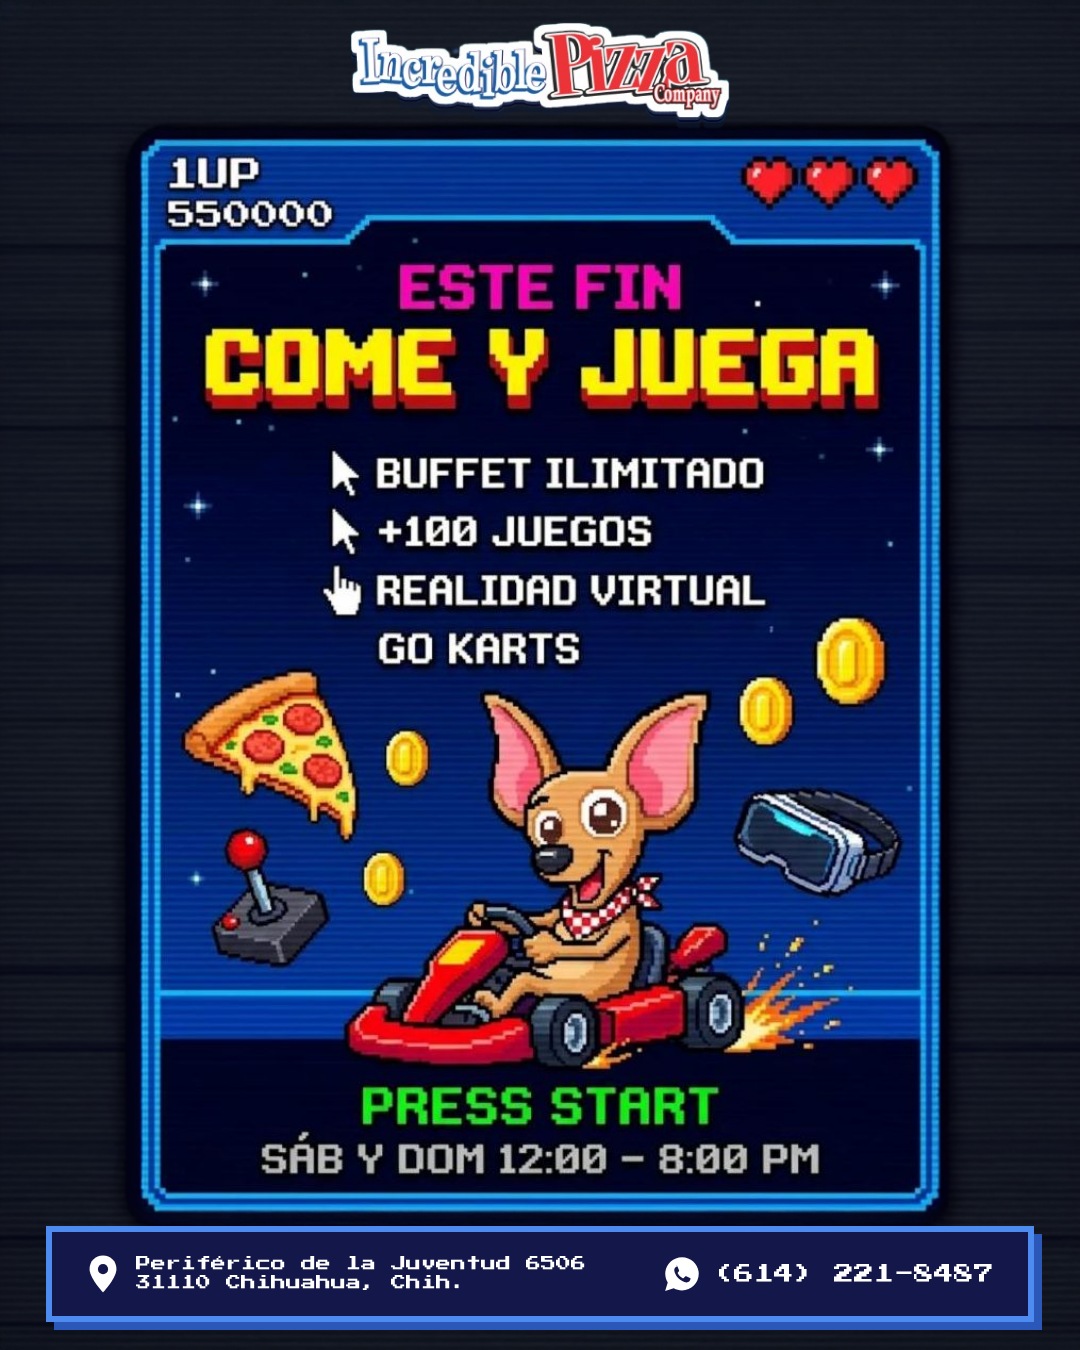 Incredible Pizza
Company
1UP
550000
ESTE FIN
COME Y JUEGA
BUFFET ILIMITADO
+100 JUEGOS
REALIDAD VIRTUAL
GO KARTS
PRESS START
SÁB Y DOM 12:00 - 8:00 PM
Periférico de la Juventud 6506
31110 Chihuahua, Chih.
(614) 221-8487